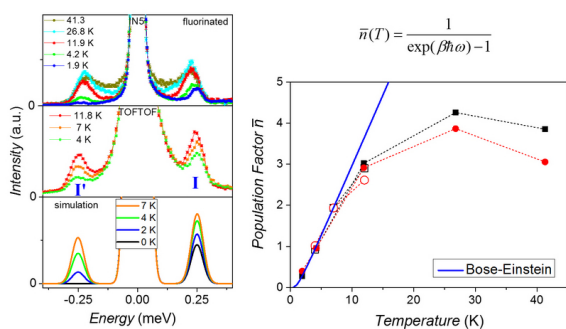 41.3
26.8 K
11.9 K
4.2 K
1.9 K
IN5
fluorinated
TOFTOF
11.8 K
7 K
4 K
I'
I
simulation
7 K
4 K
2 K
0 K
Intensity (a.u.)
0
0
0
-0.25
0.00
0.25
Energy (meV)
n̅(T) = 1 / exp(βħω)−1
Population Factor n̅
5
4
3
2
1
0
0
10
20
30
40
Temperature (K)
Bose-Einstein